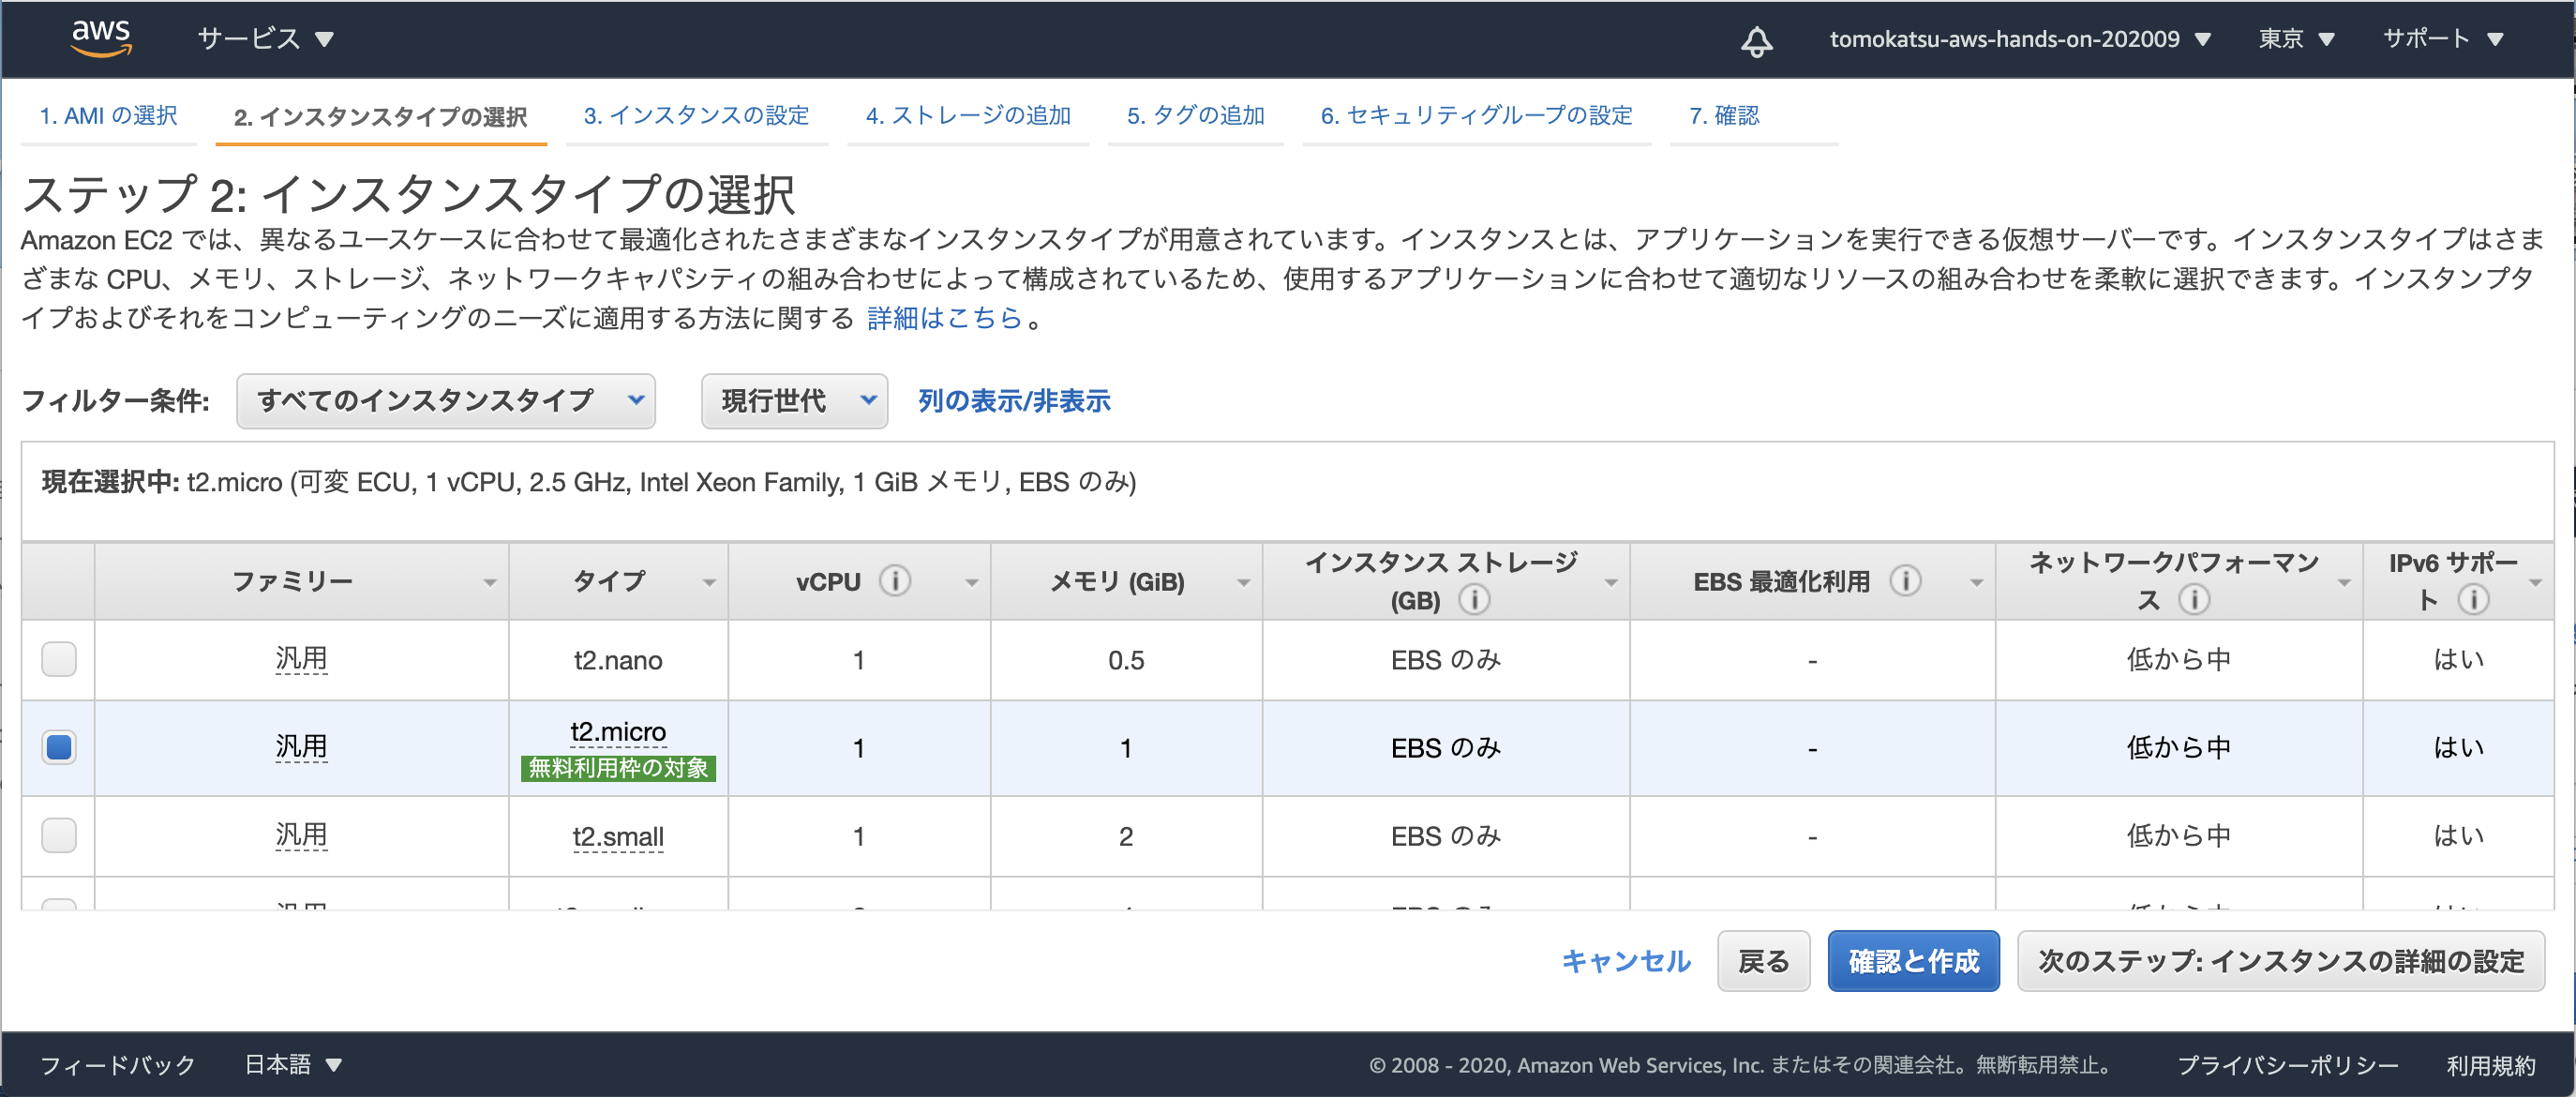 aws サービス tomokatsu-aws-hands-on-202009 東京 サポート
1. AMI の選択 2. インスタンスタイプの選択 3. インスタンスの設定 4. ストレージの追加 5. タグの追加 6. セキュリティグループの設定 7. 確認
ステップ 2: インスタンスタイプの選択
Amazon EC2 では、異なるユースケースに合わせて最適化されたさまざまなインスタンスタイプが用意されています。インスタンスとは、アプリケーションを実行できる仮想サーバーです。インスタンスタイプはさま
ざまな CPU、メモリ、ストレージ、ネットワークキャパシティの組み合わせによって構成されているため、使用するアプリケーションに合わせて適切なリソースの組み合わせを柔軟に選択できます。インスタンプタ
イプおよびそれをコンピューティングのニーズに適用する方法に関する 詳細はこちら。
フィルター条件: すべてのインスタンスタイプ 現行世代 列の表示/非表示
現在選択中: t2.micro (可変 ECU, 1 vCPU, 2.5 GHz, Intel Xeon Family, 1 GiB メモリ, EBS のみ)
ファミリー タイプ vCPU メモリ (GiB) インスタンス ストレージ (GB) EBS 最適化利用 ネットワークパフォーマンス IPv6 サポート
汎用 t2.nano 1 0.5 EBS のみ - 低から中 はい
汎用 t2.micro 無料利用枠の対象 1 1 EBS のみ - 低から中 はい
汎用 t2.small 1 2 EBS のみ - 低から中 はい
キャンセル 戻る 確認と作成 次のステップ: インスタンスの詳細の設定
フィードバック 日本語 © 2008 - 2020, Amazon Web Services, Inc. またはその関連会社。無断転用禁止。 プライバシーポリシー 利用規約